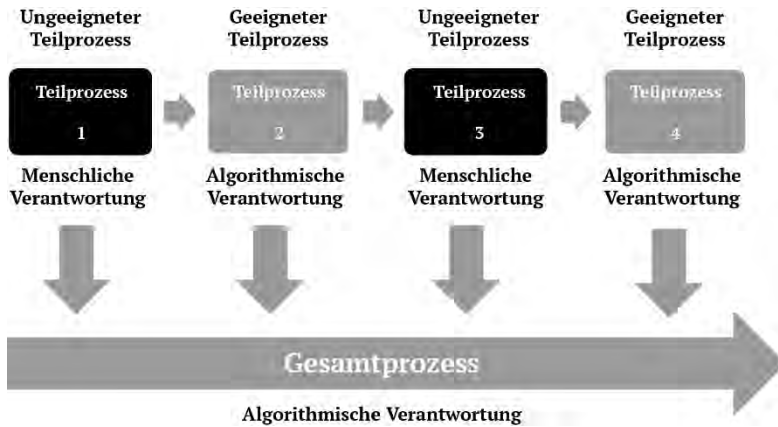 Ungeeigneter
Teilprozess
Geeigneter
Teilprozess
Ungeeigneter
Teilprozess
Geeigneter
Teilprozess
Teilprozess
1
Teilprozess
2
Teilprozess
3
Teilprozess
4
Menschliche
Verantwortung
Algorithmische
Verantwortung
Menschliche
Verantwortung
Algorithmische
Verantwortung
Gesamtprozess
Algorithmische Verantwortung